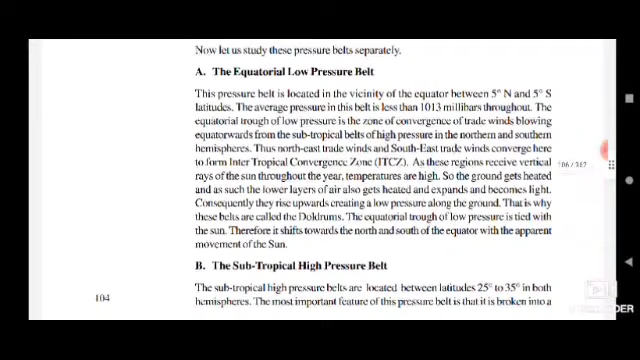 Now let us study these pressure belts separately.
A. The Equatorial Low Pressure Belt
This pressure belt is located in the vicinity of the equator between 5° N and 5° S
latitudes. The average pressure in this belt is less than 1013 millibars throughout. The
equatorial trough of low pressure is the zone of convergence of trade winds blowing
equatorwards from the sub-tropical belts of high pressure in the northern and southern
hemispheres. Thus north-east trade winds and South-East trade winds converge here
to form Inter Tropical Convergence Zone (ITCZ). As these regions receive vertical
rays of the sun throughout the year, temperatures are high. So the ground gets heated
and as such the lower layers of air also gets heated and expands and becomes light.
Consequently they rise upwards creating a low pressure along the ground. That is why
these belts are called the Doldrums. The equatorial trough of low pressure is tied with
the sun. Therefore it shifts towards the north and south of the equator with the apparent
movement of the Sun.
B. The Sub-Tropical High Pressure Belt
The sub-tropical high pressure belts are located between latitudes 25° to 35° in both
hemispheres. The most important feature of this pressure belt is that it is broken into a
104